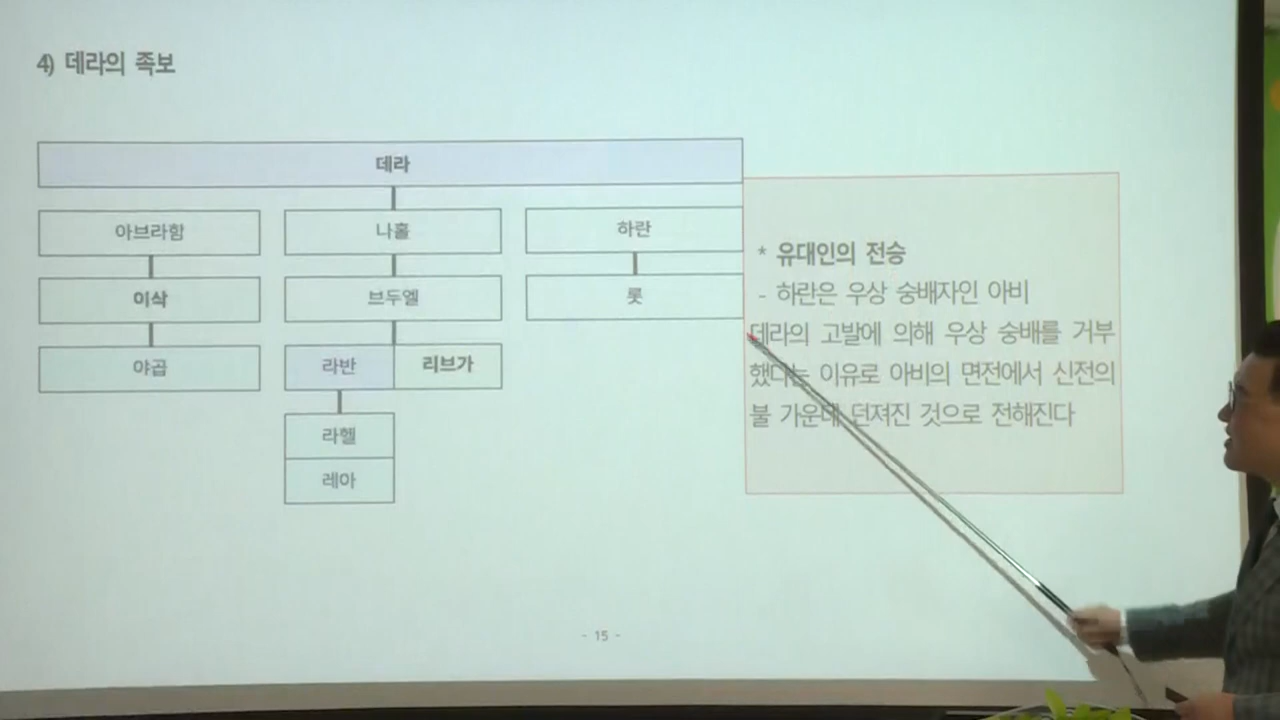 4) 데라의 족보
데라
아브라함 나홀 하란
이삭 브두엘 롯
야곱 라반 리브가
라헬
레아
* 유대인의 전승
- 하란은 우상 숭배자인 아비
데라의 고발에 의해 우상 숭배를 거부
했다는 이유로 아비의 면전에서 신전의
불 가운데 던져진 것으로 전해진다
- 15 -